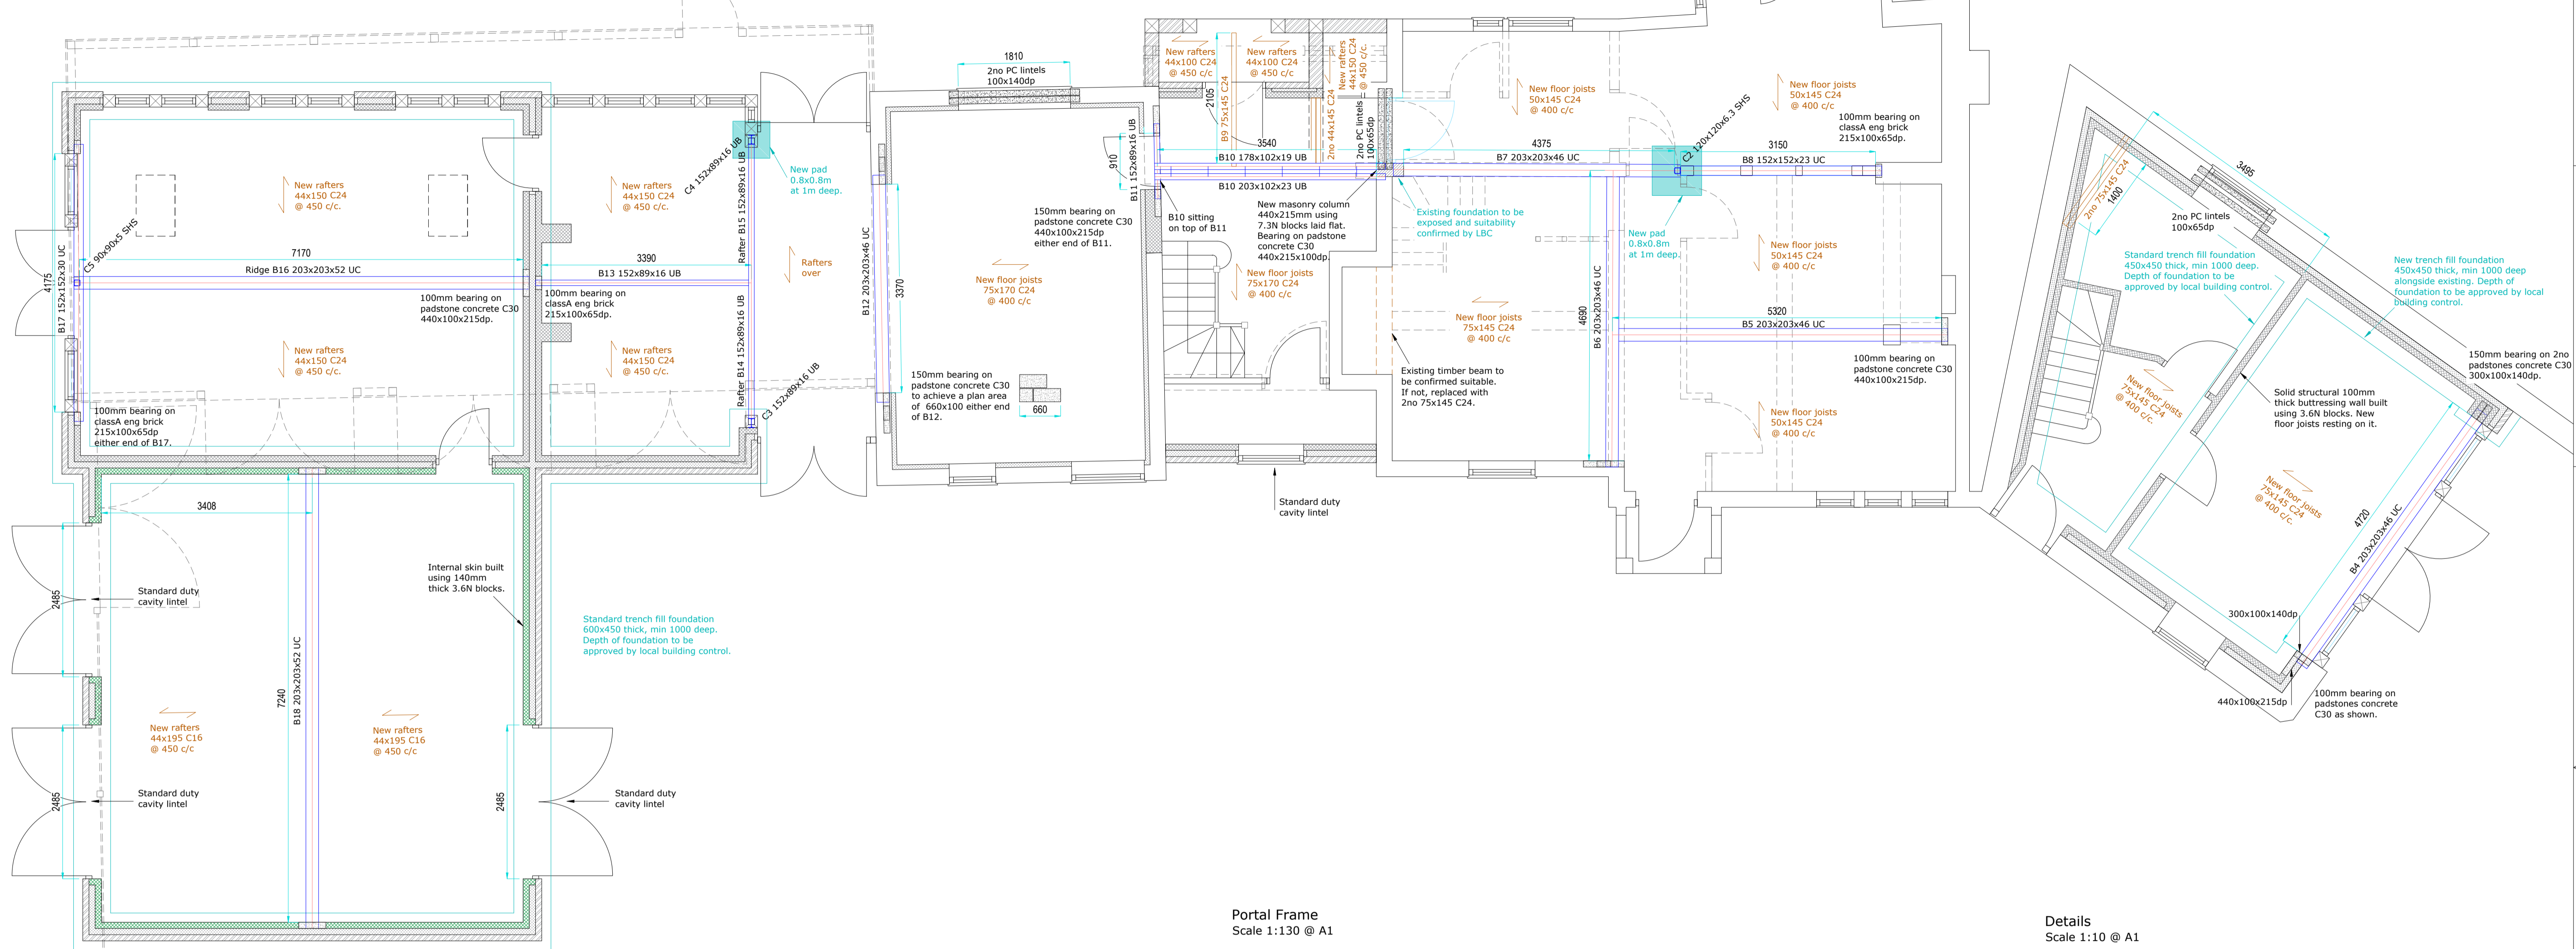 1810
2no PC lintels
100x140dp
New rafters
44x100 C24
@ 450 c/c
New rafters
44x100 C24
@ 450 c/c
New rafters
44x150 C24
@ 450 c/c.
2105
B9 75x145 C24
2no 44x145 C24
2no PC lintels
100x65dp
New floor joists
50x145 C24
@ 400 c/c
New floor joists
50x145 C24
@ 400 c/c
100mm bearing on
classA eng brick
215x100x65dp.
C2 120x120x6.3 SHS
3540
B10 178x102x19 UB
B10 203x102x23 UB
4375
B7 203x203x46 UC
3150
B8 152x152x23 UC
910
B11 152x89x16 UB
C4 152x89x16 UB
Rafter B15 152x89x16 UB
New pad
0.8x0.8m
at 1m deep.
New rafters
44x150 C24
@ 450 c/c.
New rafters
44x150 C24
@ 450 c/c.
C5 90x90x5 SHS
7170
Ridge B16 203x203x52 UC
3390
B13 152x89x16 UB
4175
B17 152x152x30 UC
100mm bearing on
padstone concrete C30
440x100x215dp.
100mm bearing on
classA eng brick
215x100x65dp.
Rafters
over
B12 203x203x46 UC
3370
150mm bearing on
padstone concrete C30
440x100x215dp
either end of B11.
New floor joists
75x170 C24
@ 400 c/c
B10 sitting
on top of B11
New masonry column
440x215mm using
7.3N blocks laid flat.
Bearing on padstone
concrete C30
440x215x100dp.
New floor joists
75x170 C24
@ 400 c/c
Existing foundation to be
exposed and suitability
confirmed by LBC
New pad
0.8x0.8m
at 1m deep.
New floor joists
50x145 C24
@ 400 c/c
New floor joists
75x145 C24
@ 400 c/c
4690
B6 203x203x46 UC
5320
B5 203x203x46 UC
100mm bearing on
padstone concrete C30
440x100x215dp.
Existing timber beam to
be confirmed suitable.
If not, replaced with
2no 75x145 C24.
New floor joists
50x145 C24
@ 400 c/c
New rafters
44x150 C24
@ 450 c/c.
New rafters
44x150 C24
@ 450 c/c.
Rafter B14 152x89x16 UB
C3 152x89x16 UB
150mm bearing on
padstone concrete C30
to achieve a plan area
of 660x100 either end
of B12.
660
100mm bearing on
classA eng brick
215x100x65dp
either end of B17.
Standard duty
cavity lintel
3408
2485
Standard duty
cavity lintel
Internal skin built
using 140mm
thick 3.6N blocks.
Standard trench fill foundation
600x450 thick, min 1000 deep.
Depth of foundation to be
approved by local building control.
7240
B18 203x203x52 UC
New rafters
44x195 C16
@ 450 c/c
New rafters
44x195 C16
@ 450 c/c
2485
Standard duty
cavity lintel
2485
Standard duty
cavity lintel
2no 75x145 C24
1400
3495
2no PC lintels
100x65dp
Standard trench fill foundation
450x450 thick, min 1000 deep.
Depth of foundation to be
approved by local building control.
New trench fill foundation
450x450 thick, min 1000 deep
alongside existing. Depth of
foundation to be approved by local
building control.
150mm bearing on 2no
padstones concrete C30
300x100x140dp.
New floor joists
75x145 C24
@ 400 c/c.
Solid structural 100mm
thick buttressing wall built
using 3.6N blocks. New
floor joists resting on it.
New floor joists
75x145 C24
@ 400 c/c.
4720
B4 203x203x46 UC
300x100x140dp
440x100x215dp
100mm bearing on
padstones concrete
C30 as shown.
Portal Frame
Scale 1:130 @ A1
Details
Scale 1:10 @ A1